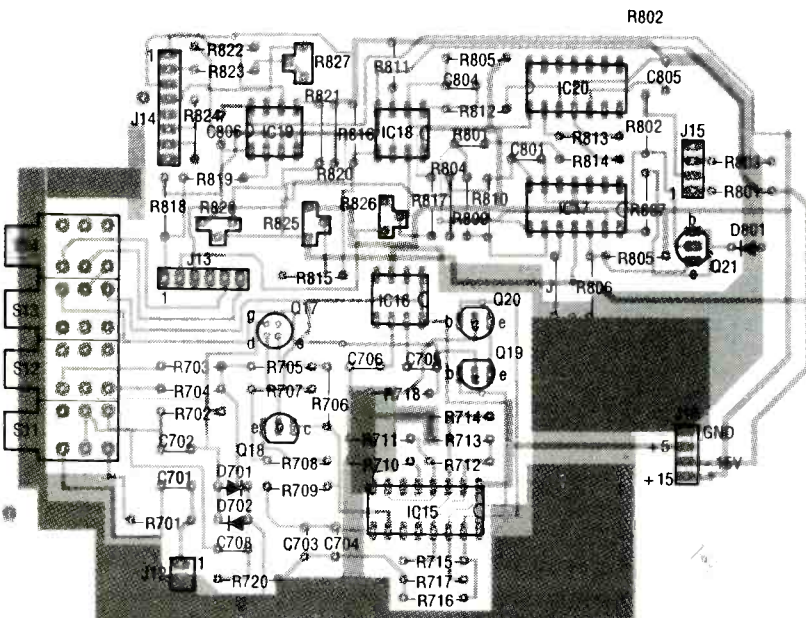 R802
R822
R823
R827
R811
R805
C804
IC20
C805
1
R824
R821
R812
J14
C806
IC19
R816
IC18
R801
R813
R802
J15
R820
R804
C801
R814
R819
R818
R817
R810
R801
R826
R825
R809
IC17
1
b
D801
Q21
e
R815
R805
R806
J13
1
IC16
J
Q17
g
d
Q20
b
e
S13
Q19
b
e
S12
R703
R705
C706
R704
R707
R706
R718
R702
S11
R714
e
c
Q18
R711
R713
C702
R708
R710
R712
GND
+5
+15
C701
D701
R709
IC15
R701
D702
C708
C703
C704
J12
1
R720
R715
R717
R716